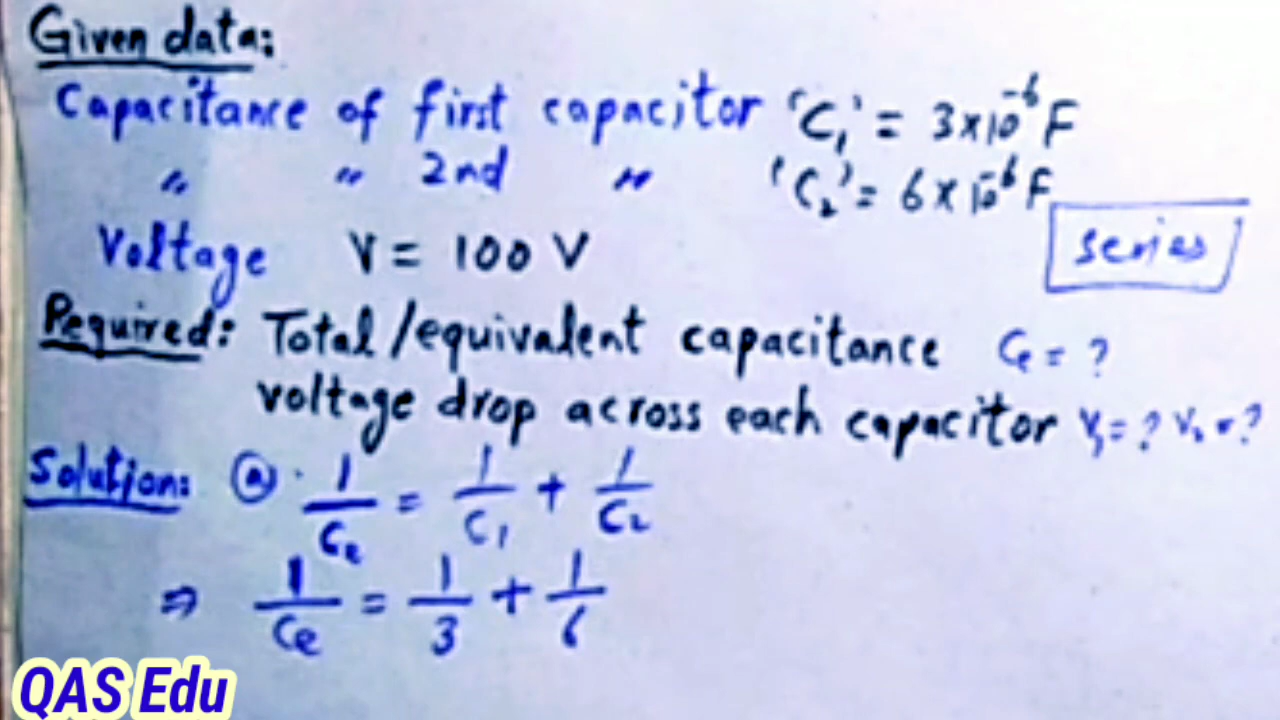 Given data:
Capacitance of first capacitor 'C₁' = 3×10⁻⁶ F
" " 2nd " 'C₂' = 6×10⁻⁶ F
Voltage V = 100 V
series
Required: Total/equivalent capacitance Cₑ = ?
voltage drop across each capacitor V₁ = ? V₂ = ?
Solution: ⓐ 1/Cₑ = 1/C₁ + 1/C₂
⇒ 1/Cₑ = 1/3 + 1/6
QAS Edu